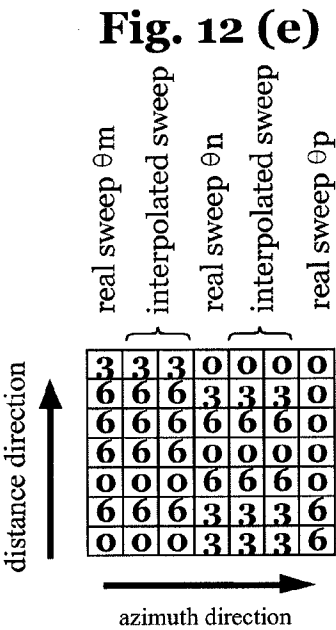 Fig. 12 (e)
real sweep θm
interpolated sweep
real sweep θn
interpolated sweep
real sweep θp
distance direction
3 3 3 0 0 0 0
6 6 6 3 3 3 0
6 6 6 6 6 6 0
6 6 6 0 0 0 0
0 0 0 6 6 6 0
6 6 6 3 3 3 6
0 0 0 3 3 3 6
azimuth direction